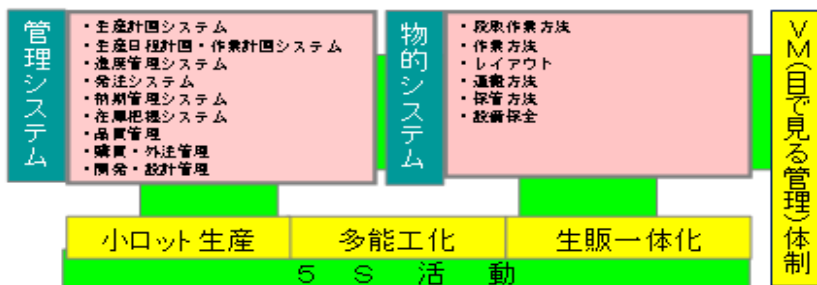 管理システム
・生産計画システム
・生産日程計画・作業計画システム
・進度管理システム
・発注システム
・納期管理システム
・在庫把握システム
・品質管理
・購買・外注管理
・開発・設計管理
物的システム
・段取作業方法
・作業方法
・レイアウト
・運搬方法
・保管方法
・設備保全
VM(目で見る管理)体制
小ロット生産
多能工化
生販一体化
5S活動